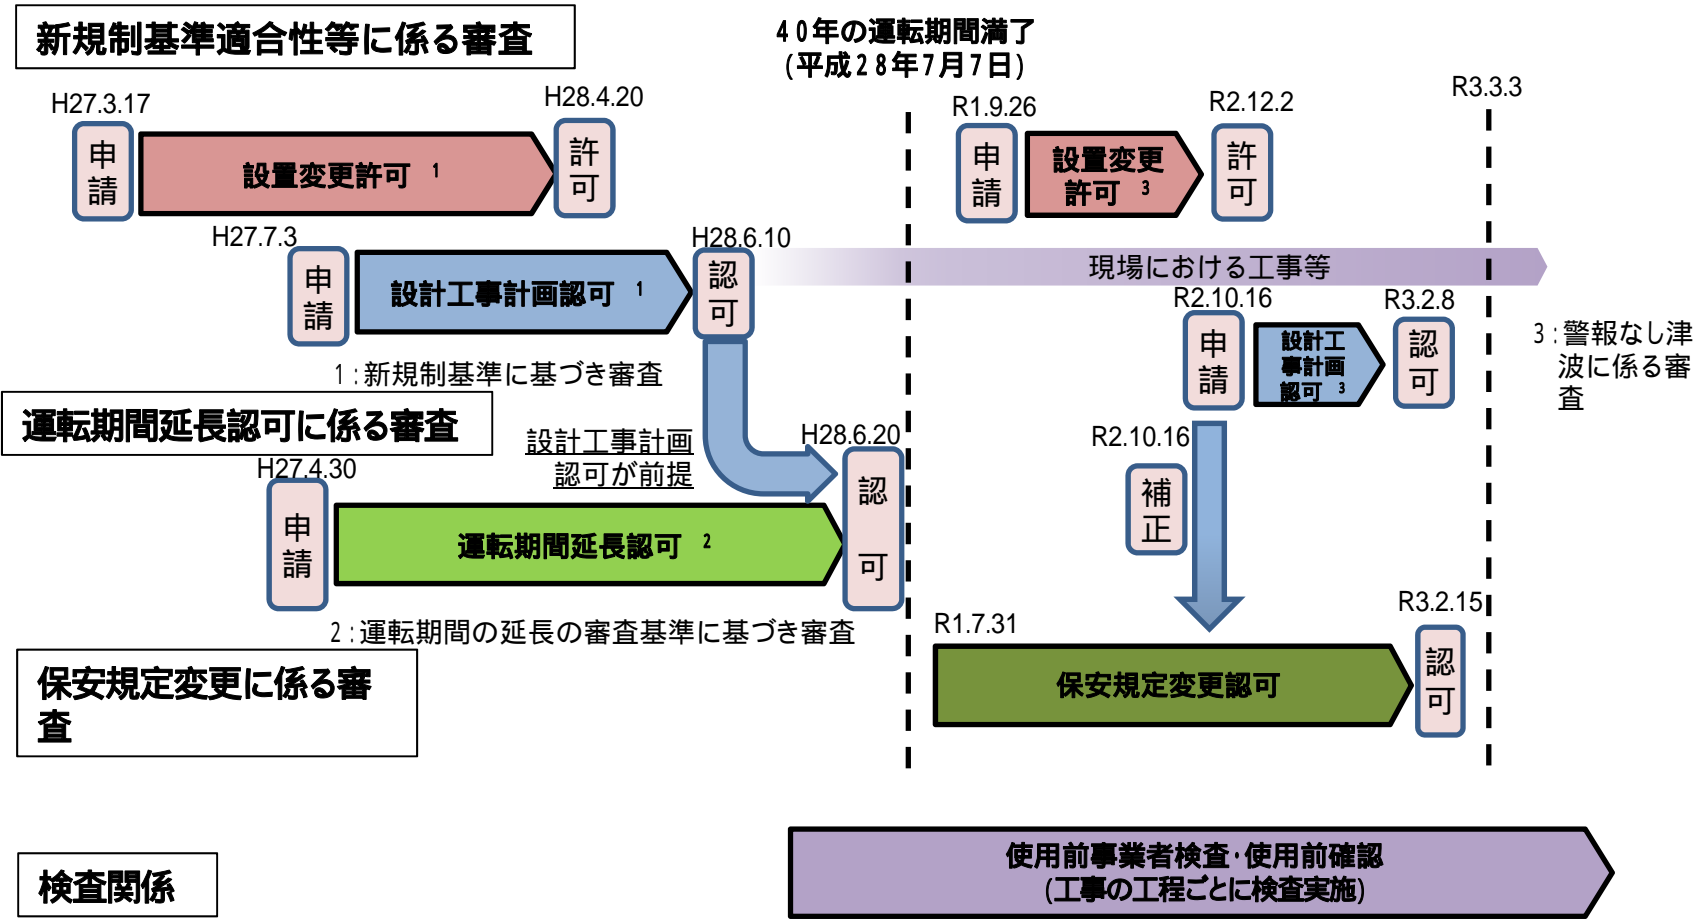 新規制基準適合性等に係る審査
40年の運転期間満了
(平成28年7月7日)
H27.3.17
H28.4.20
R1.9.26
R2.12.2
R3.3.3
申請
設置変更許可 1
許可
申請
設置変更
許可 3
許可
H27.7.3
H28.6.10
申請
設計工事計画認可 1
認可
現場における工事等
R2.10.16
R3.2.8
申請
設計工
事計画
認可 3
認可
3:警報なし津
波に係る審
査
1:新規制基準に基づき審査
運転期間延長認可に係る審査
設計工事計画
認可が前提
H28.6.20
R2.10.16
H27.4.30
申請
運転期間延長認可 2
認可
補正
2:運転期間の延長の審査基準に基づき審査
R1.7.31
R3.2.15
保安規定変更に係る審
査
保安規定変更認可
認可
検査関係
使用前事業者検査・使用前確認
(工事の工程ごとに検査実施)